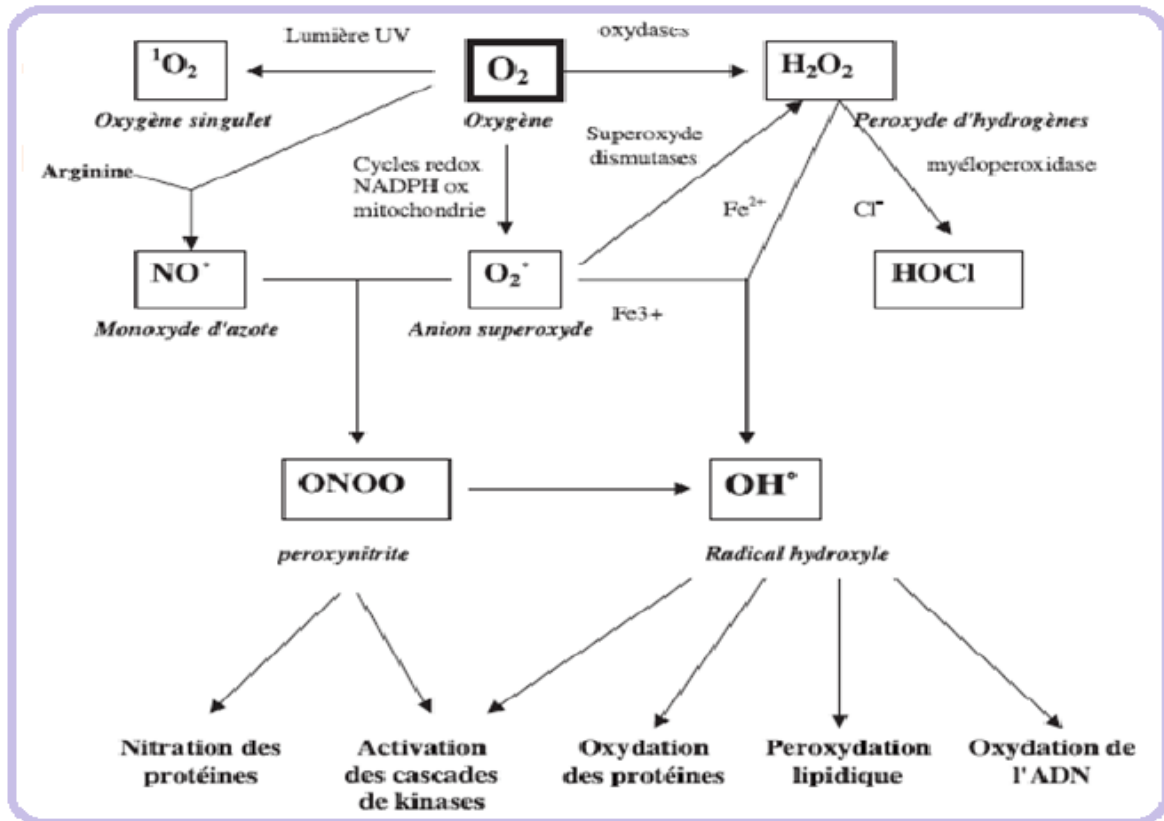 Lumière UV
oxydases
¹O₂
O₂
H₂O₂
Oxygène singulet
Oxygène
Peroxyde d'hydrogènes
Arginine
Cycles redox
NADPH ox
mitochondrie
Superoxyde
dismutases
myéloperoxidase
Fe²⁺
Cl⁻
NO·
O₂·
HOCl
Monoxyde d'azote
Anion superoxyde
Fe3+
ONOO
OH°
peroxynitrite
Radical hydroxyle
Nitration des
protéines
Activation
des cascades
de kinases
Oxydation
des protéines
Peroxydation
lipidique
Oxydation de
l'ADN